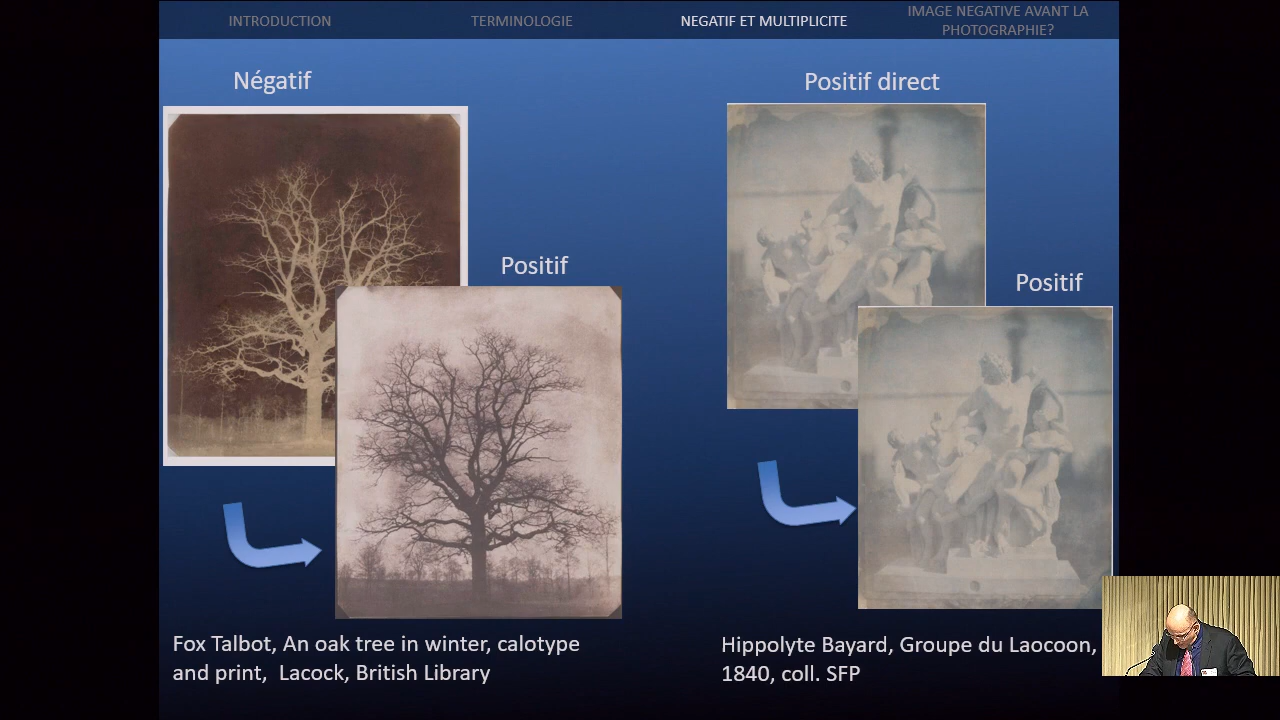 INTRODUCTION
TERMINOLOGIE
NEGATIF ET MULTIPLICITE
IMAGE NEGATIVE AVANT LA
PHOTOGRAPHIE?
Négatif
Positif
Fox Talbot, An oak tree in winter, calotype
and print, Lacock, British Library
Positif direct
Positif
Hippolyte Bayard, Groupe du Laocoon,
1840, coll. SFP